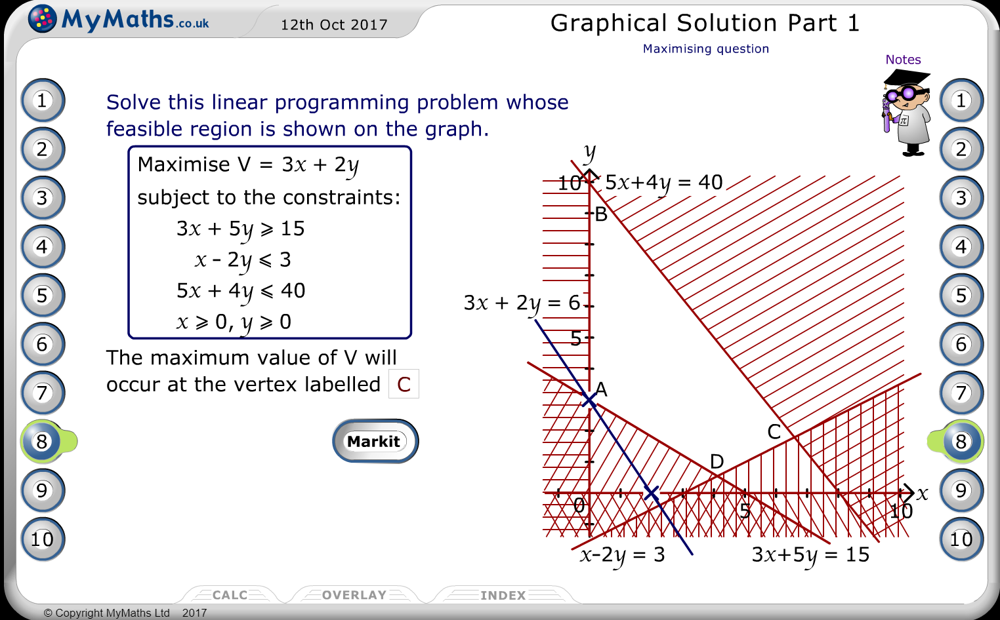 MyMaths.co.uk
12th Oct 2017
Graphical Solution Part 1
Maximising question
Notes
π
1
2
3
4
5
6
7
8
9
10
Solve this linear programming problem whose
feasible region is shown on the graph.
Maximise V = 3x + 2y
subject to the constraints:
3x + 5y ⩾ 15
x - 2y ⩽ 3
5x + 4y ⩽ 40
x ⩾ 0, y ⩾ 0
The maximum value of V will
occur at the vertex labelled C
Markit
y
10
5x+4y = 40
B
3x + 2y = 6
5
A
C
D
x
0
5
10
x-2y = 3
3x+5y = 15
1
2
3
4
5
6
7
8
9
10
CALC
OVERLAY
INDEX
© Copyright MyMaths Ltd 2017